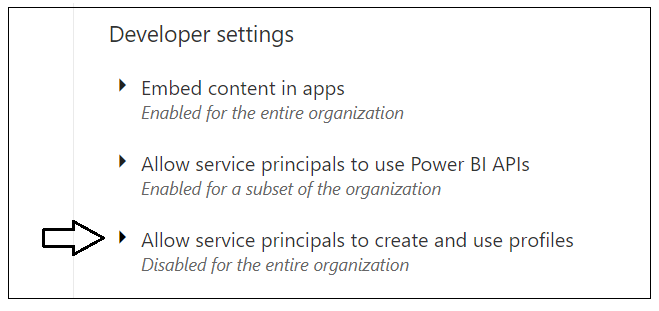 Developer settings
Embed content in apps
Enabled for the entire organization
Allow service principals to use Power BI APIs
Enabled for a subset of the organization
Allow service principals to create and use profiles
Disabled for the entire organization